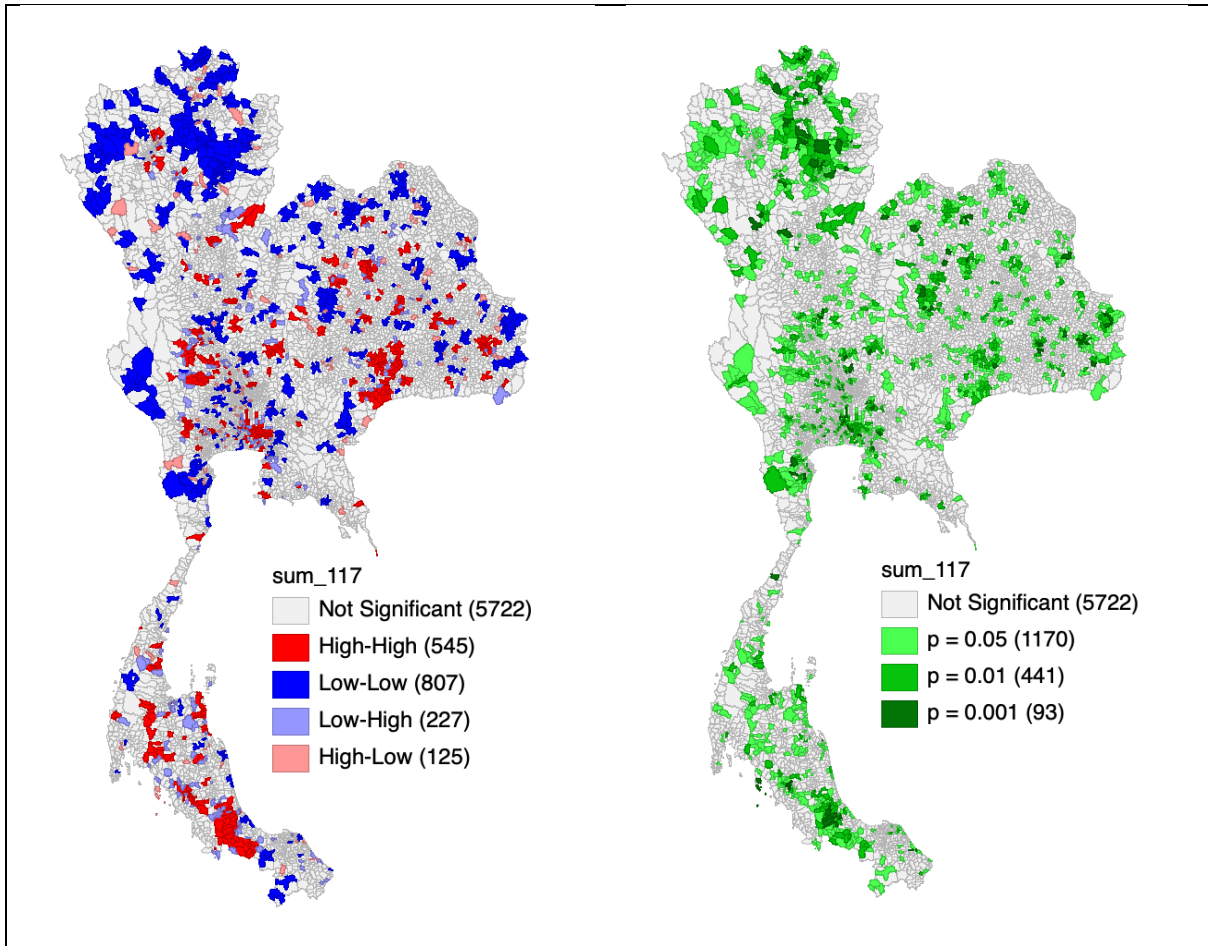 sum_117
Not Significant (5722)
High-High (545)
Low-Low (807)
Low-High (227)
High-Low (125)
sum_117
Not Significant (5722)
p = 0.05 (1170)
p = 0.01 (441)
p = 0.001 (93)